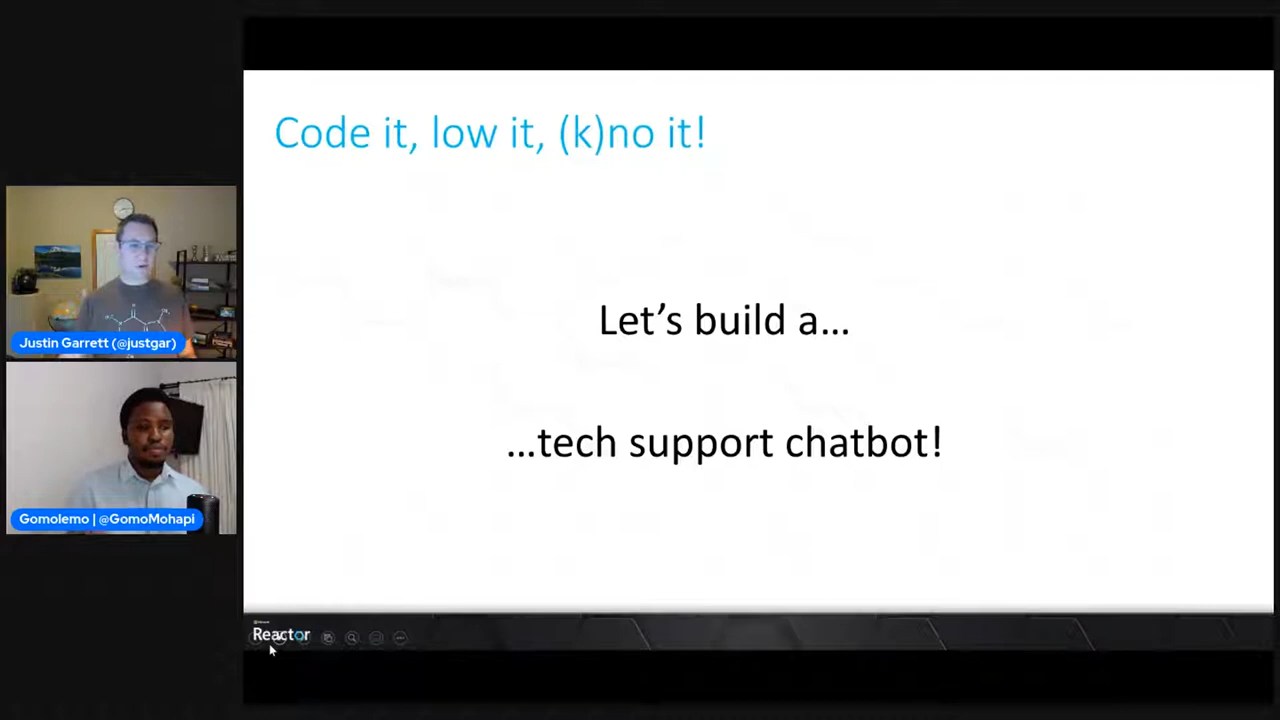 Code it, low it, (k)no it!
Let's build a...
...tech support chatbot!
Justin Garrett (@justgar)
Gomolemo | @GomoMohapi
Reactor